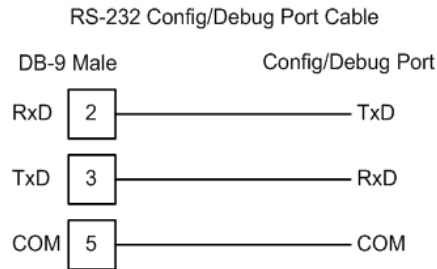 RS-232 Config/Debug Port Cable
DB-9 Male Config/Debug Port
RxD 2 TxD
TxD 3 RxD
COM 5 COM